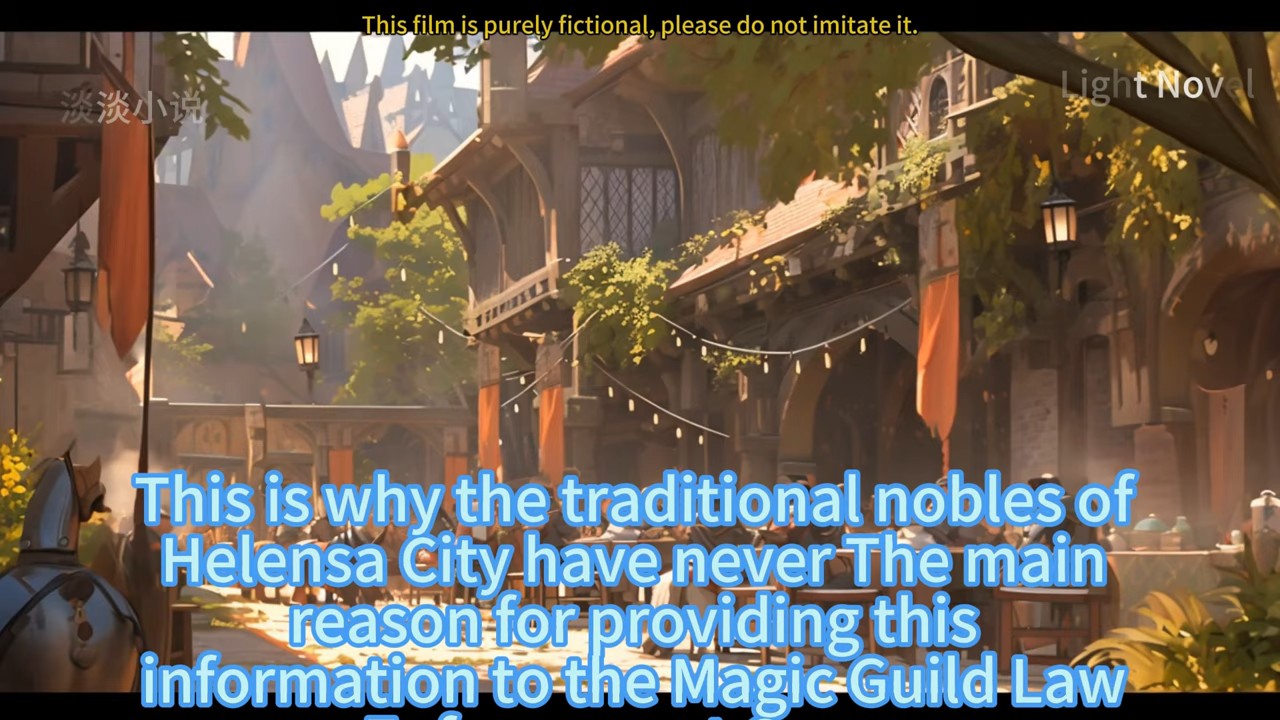 This film is purely fictional, please do not imitate it.
Light Novel
淡淡小说
This is why the traditional nobles of
Helensa City have never The main
reason for providing this
information to the Magic Guild Law